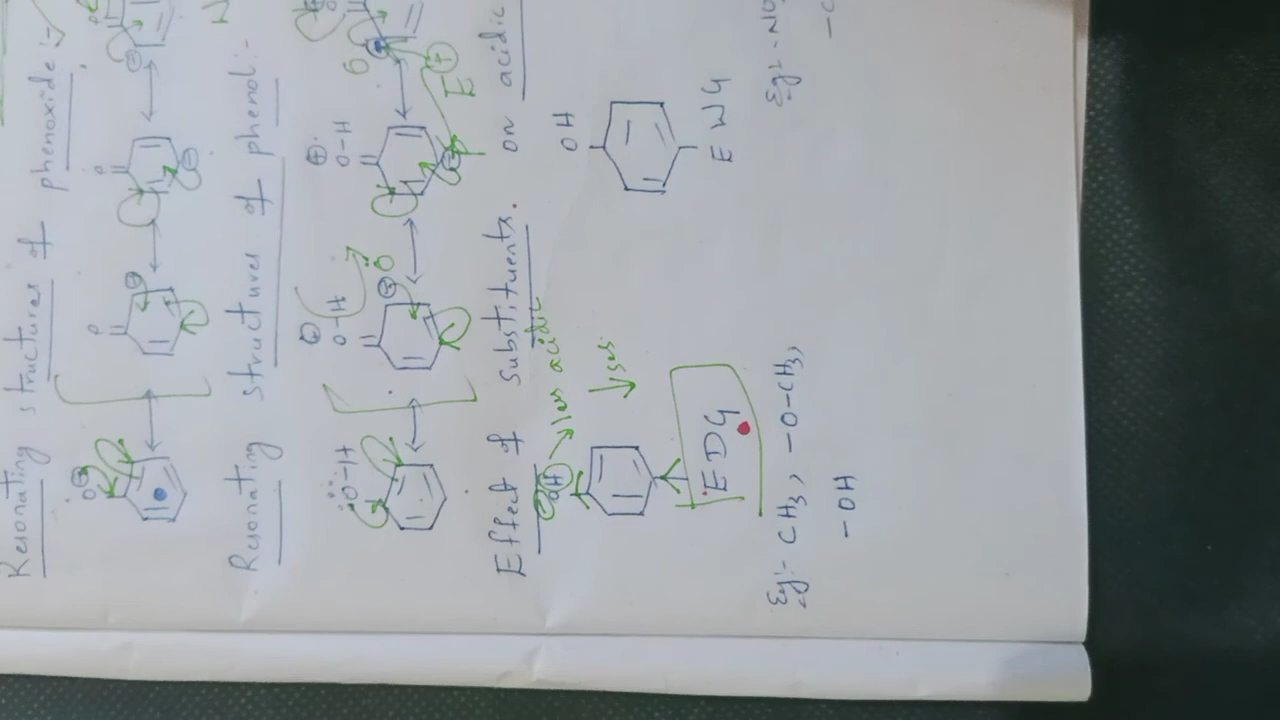 Resonating structures of phenoxide :-
Resonating structures of phenol :-
O-H
O-H
O-H
E
Effect of Substituents on acidic
OH → less acidic
OH
EDG
EWG
Eg:- CH3, -O-CH3,
-OH
Eg:- NO